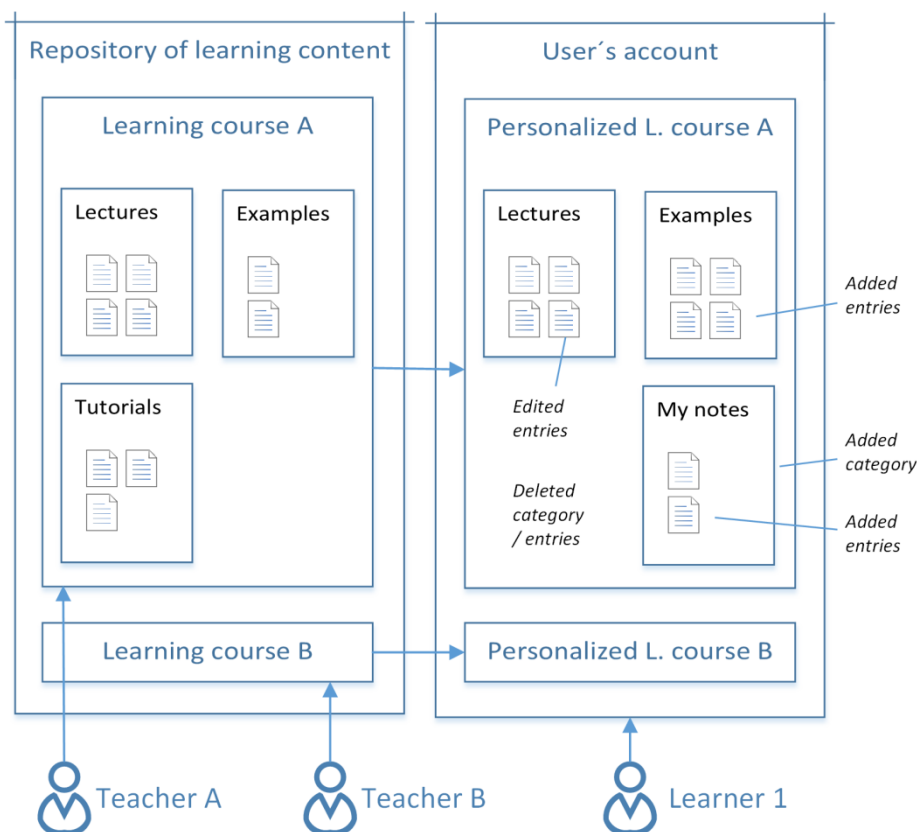 Repository of learning content
User´s account
Learning course A
Personalized L. course A
Lectures
Examples
Lectures
Examples
Added
entries
Tutorials
Edited
entries
My notes
Added
category
Deleted
category
/ entries
Added
entries
Learning course B
Personalized L. course B
Teacher A
Teacher B
Learner 1